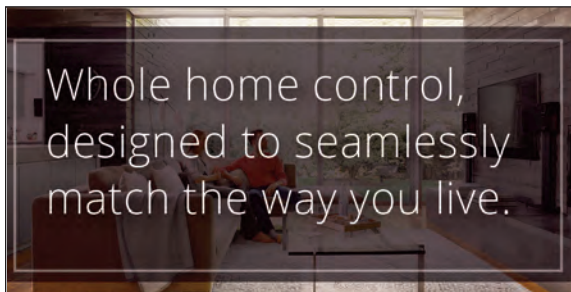 Whole home control,
designed to seamlessly
match the way you live.